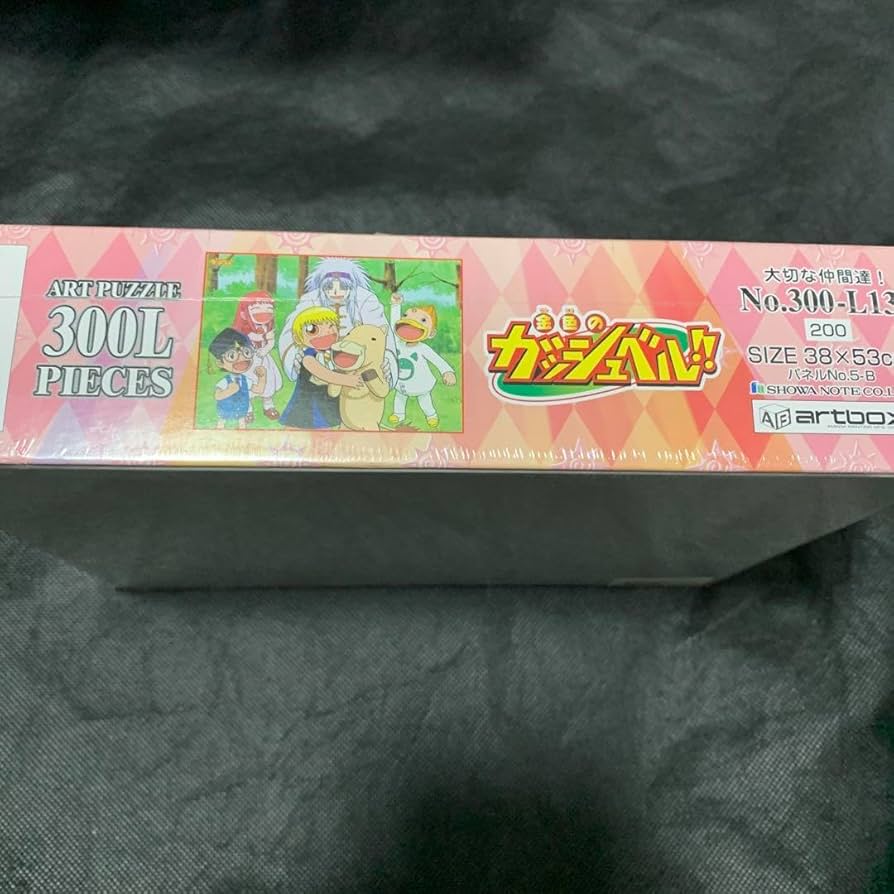 ART PUZZLE
300L
PIECES
金色のガッシュベル!!
大切な仲間達!
No.300-L13
200
SIZE 38×53c
パネルNo.5-B
SHOWA NOTE CO.L
artbox